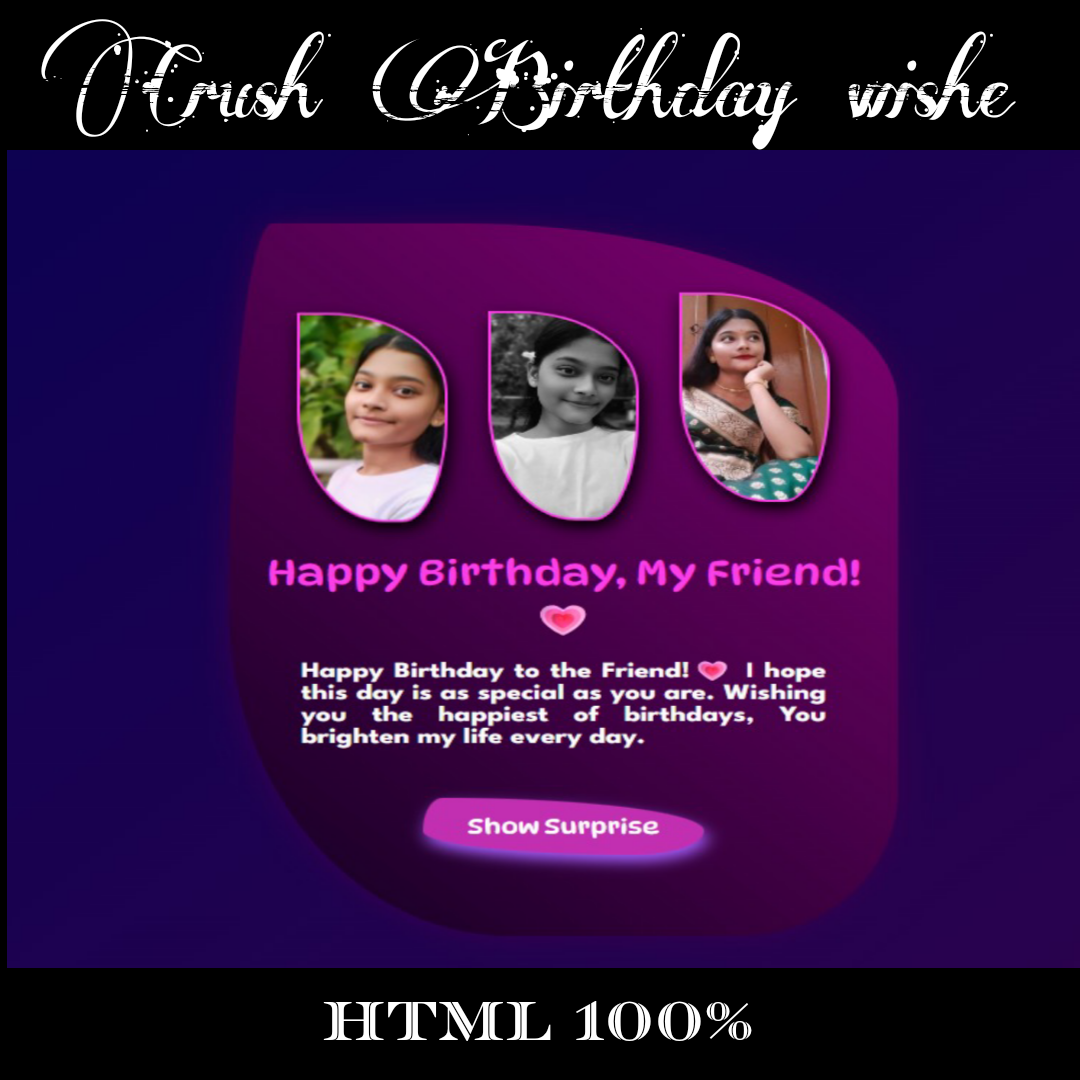 Crush Birthday wishe
Happy Birthday, My Friend!
💗
Happy Birthday to the Friend! 💗 I hope
this day is as special as you are. Wishing
you the happiest of birthdays, You
brighten my life every day.
Show Surprise
HTML 100%